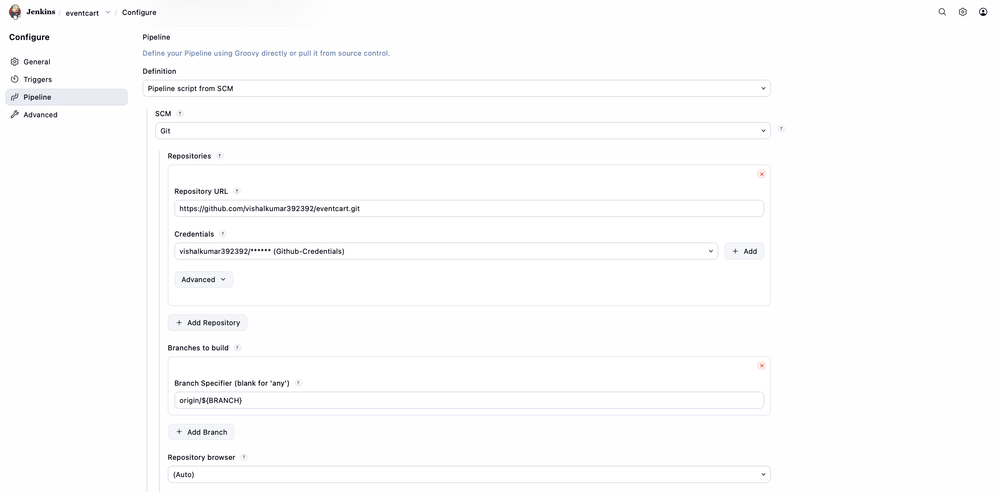 Jenkins / eventcart / Configure
Configure
General
Triggers
Pipeline
Advanced
Pipeline
Define your Pipeline using Groovy directly or pull it from source control.
Definition
Pipeline script from SCM
SCM ?
Git
?
Repositories ?
Repository URL ?
https://github.com/vishalkumar392392/eventcart.git
Credentials ?
vishalkumar392392/****** (Github-Credentials)
+ Add
Advanced
+ Add Repository
Branches to build ?
Branch Specifier (blank for 'any') ?
origin/${BRANCH}
+ Add Branch
Repository browser ?
(Auto)